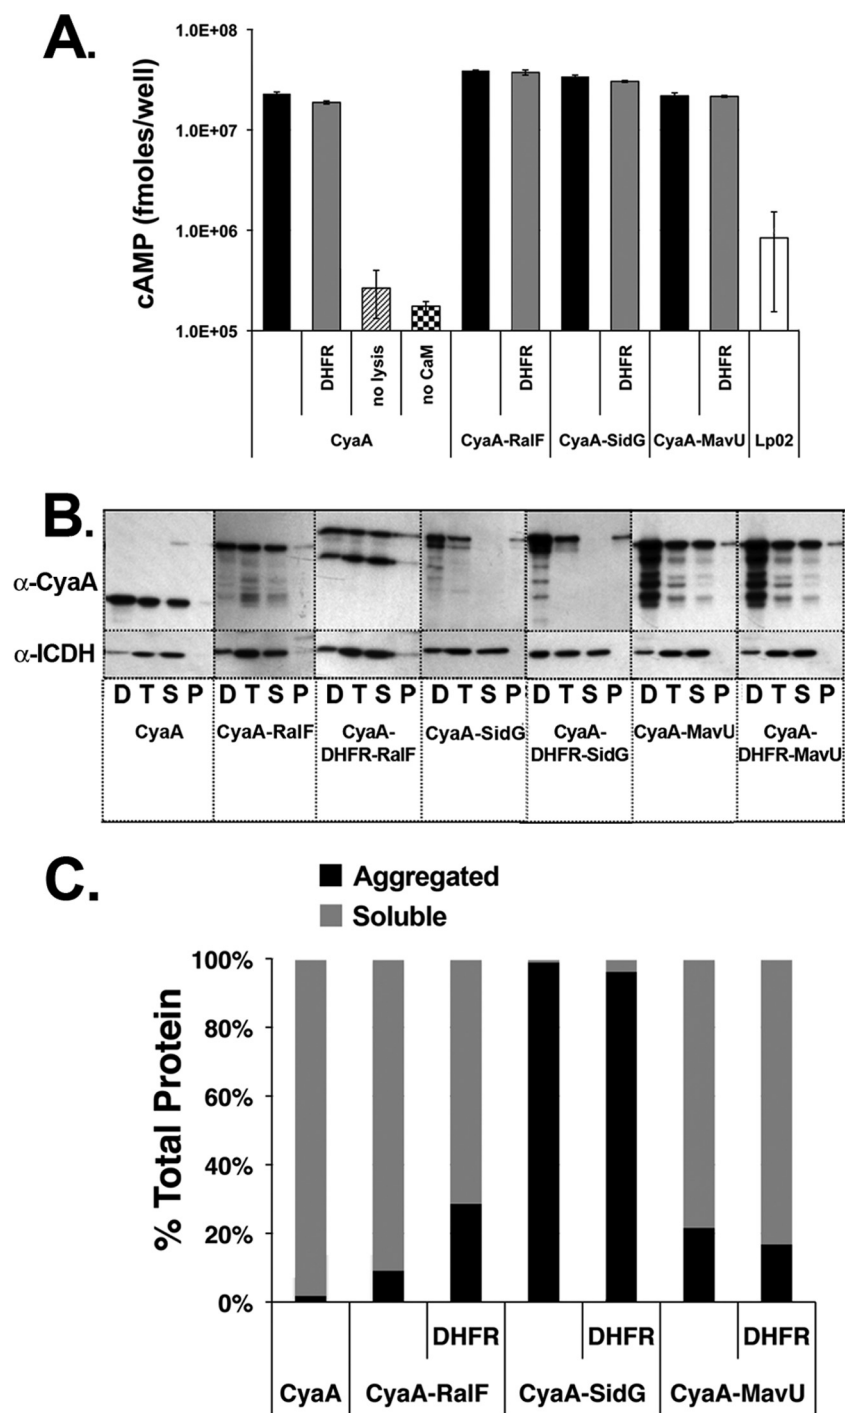 A.
cAMP (fmoles/well)
1.0E+08
1.0E+07
1.0E+06
1.0E+05
DHFR
no lysis
no CaM
DHFR
DHFR
DHFR
CyaA
CyaA-RalF
CyaA-SidG
CyaA-MavU
Lp02
B.
α-CyaA
α-ICDH
D T S P
D T S P
D T S P
D T S P
D T S P
D T S P
D T S P
CyaA
CyaA-RalF
CyaA-
DHFR-RalF
CyaA-SidG
CyaA-
DHFR-SidG
CyaA-MavU
CyaA-
DHFR-MavU
C.
Aggregated
Soluble
% Total Protein
100%
80%
60%
40%
20%
0%
DHFR
DHFR
DHFR
CyaA
CyaA-RalF
CyaA-SidG
CyaA-MavU